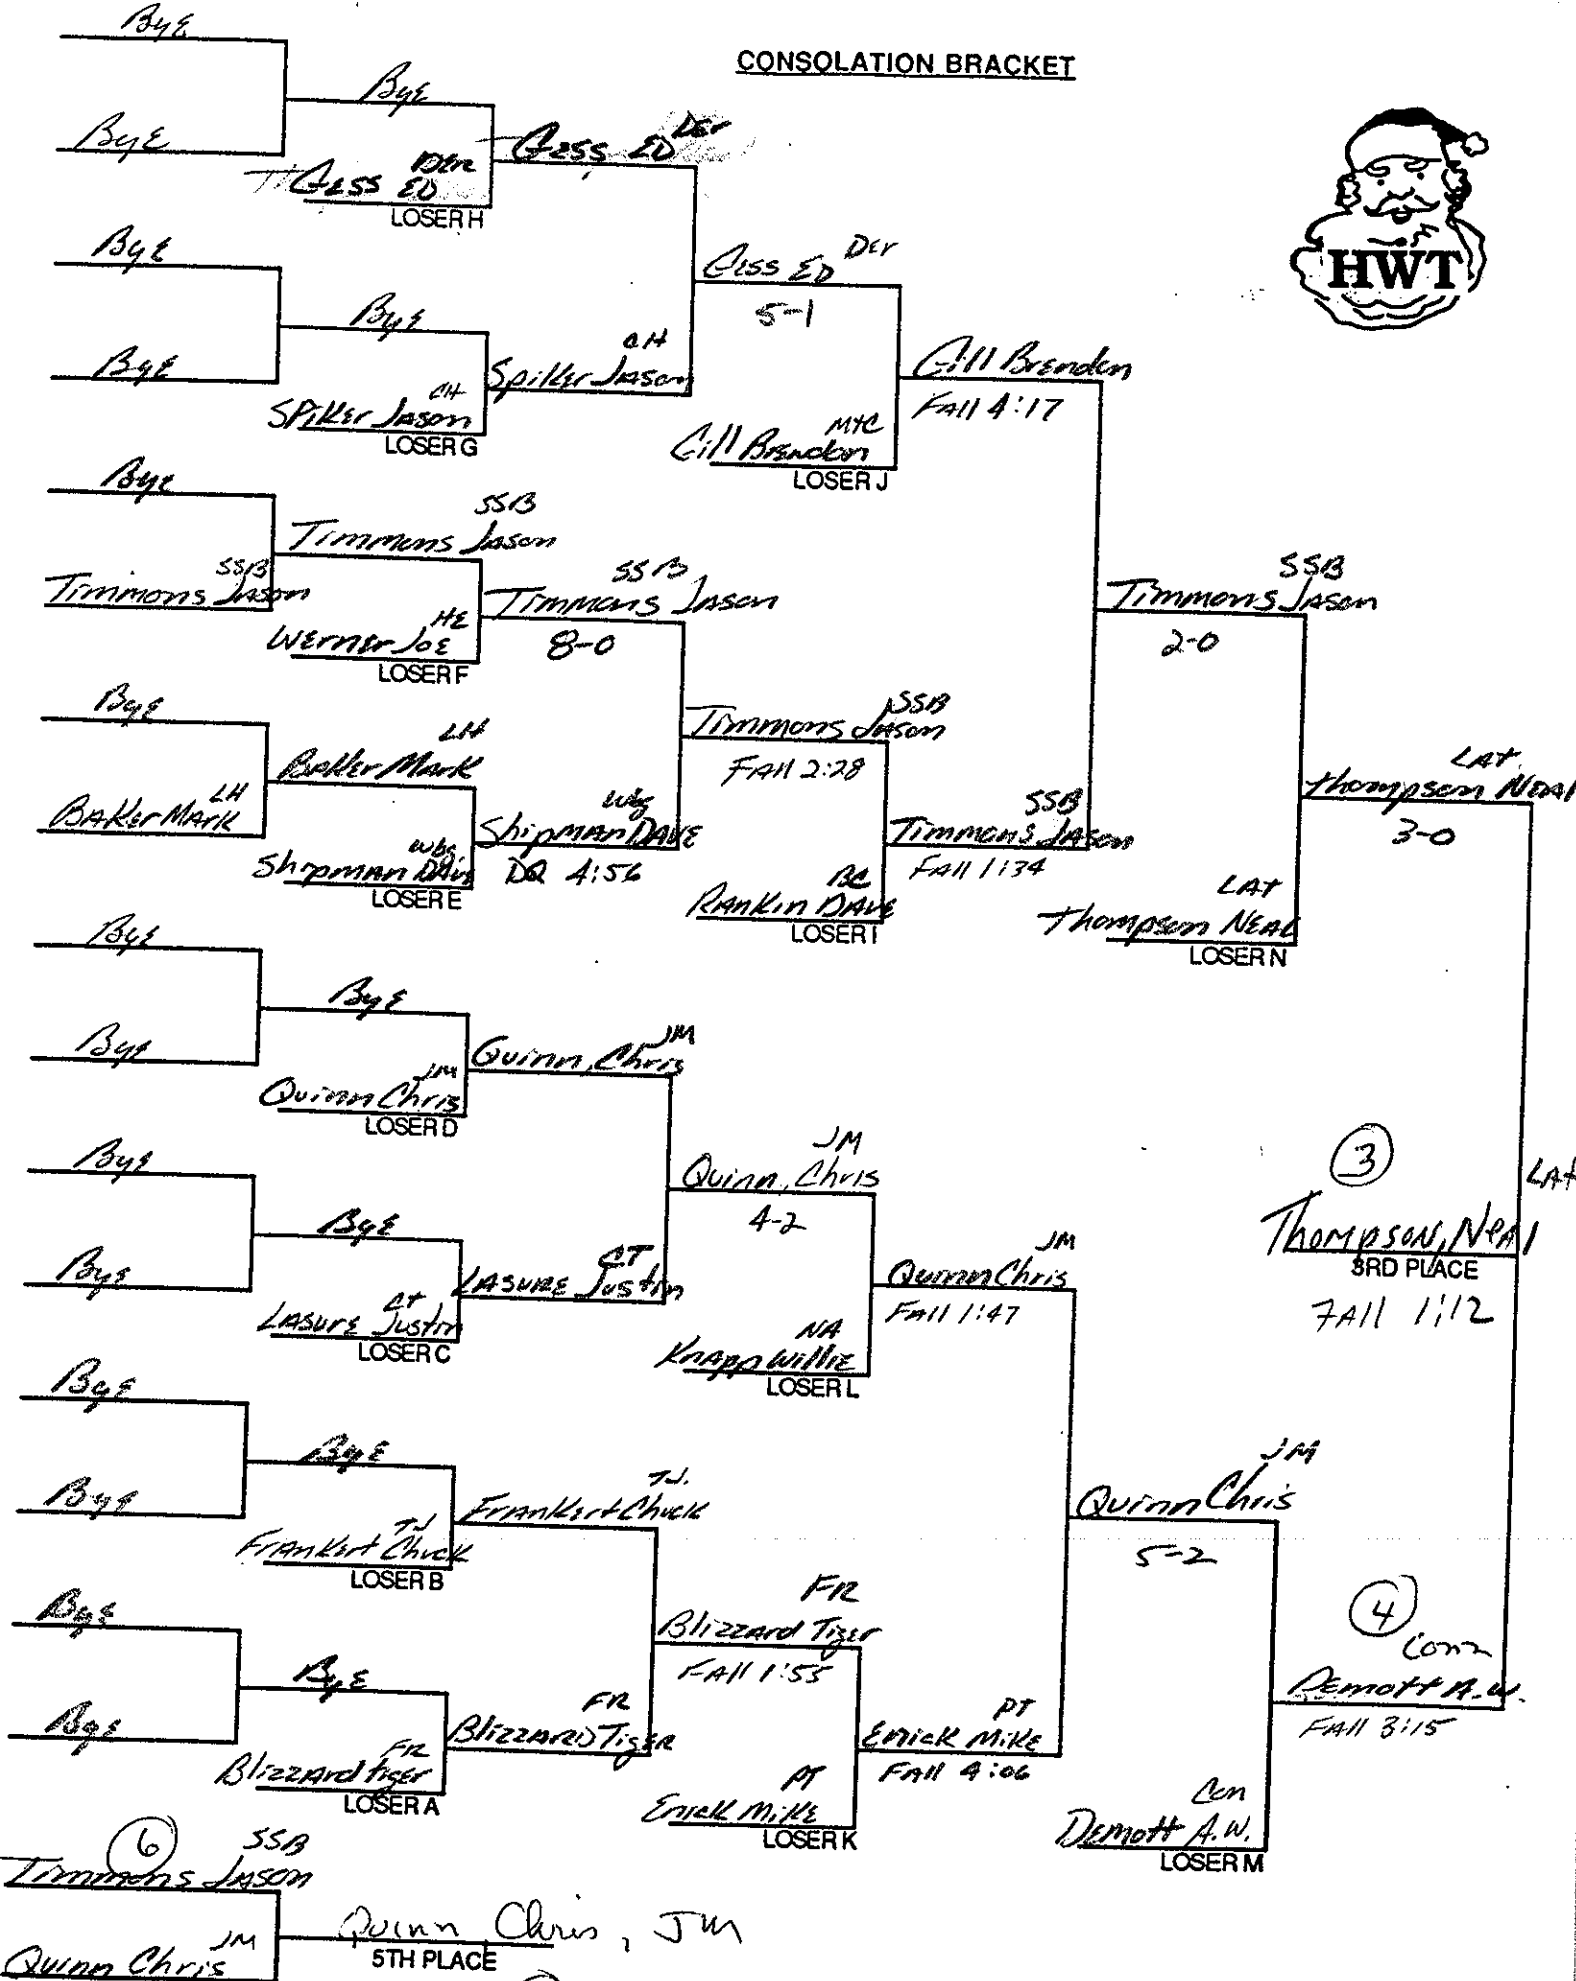 CONSOLATION BRACKET
HWT
ByE
ByE
ByE
Der
Gess ED
LOSER H
Gess ED Der
ByE
ByE
ByE
CH
Spiker Jason
LOSER G
CH
Spiker Jason
Gess ED Der
5-1
MtC
Gill Brendon
LOSER J
Gill Brendon
Fall 4:17
ByE
SSB
Timmons Jason
SSB
Timmons Jason
HE
Werner Joe
LOSER F
SSB
Timmons Jason
8-0
ByE
LH
Baker Mark
LH
Baker Mark
Wbg
Shipman Dave
LOSER E
Wbg
Shipman Dave
DQ 4:56
SSB
Timmons Jason
Fall 2:28
BC
Rankin Dave
LOSER I
SSB
Timmons Jason
Fall 1:34
SSB
Timmons Jason
2-0
LAT
Thompson Neal
LOSER N
LAT.
Thompson Neal
3-0
ByE
ByE
ByE
JM
Quinn Chris
LOSER D
JM
Quinn, Chris
ByE
ByE
ByE
CT
Lasure Justin
LOSER C
CT
Lasure Justin
JM
Quinn, Chris
4-2
NA
Knapp Willie
LOSER L
JM
Quinn Chris
Fall 1:47
3
LAT
Thompson, Neal
3RD PLACE
Fall 1:12
ByE
ByE
ByE
TJ
Frankert Chuck
LOSER B
TJ.
Frankert Chuck
ByE
ByE
ByE
FR
Blizzard Tiger
LOSER A
FR
Blizzard Tiger
FR
Blizzard Tiger
Fall 1:55
PT
Enick Mike
LOSER K
PT
Enick Mike
Fall 4:06
JM
Quinn Chris
5-2
Con
Demott A.W.
LOSER M
4
Conn
Demott A.W.
Fall 3:15
6
SSB
Timmons Jason
JM
Quinn Chris
Quinn Chris, JM
5TH PLACE